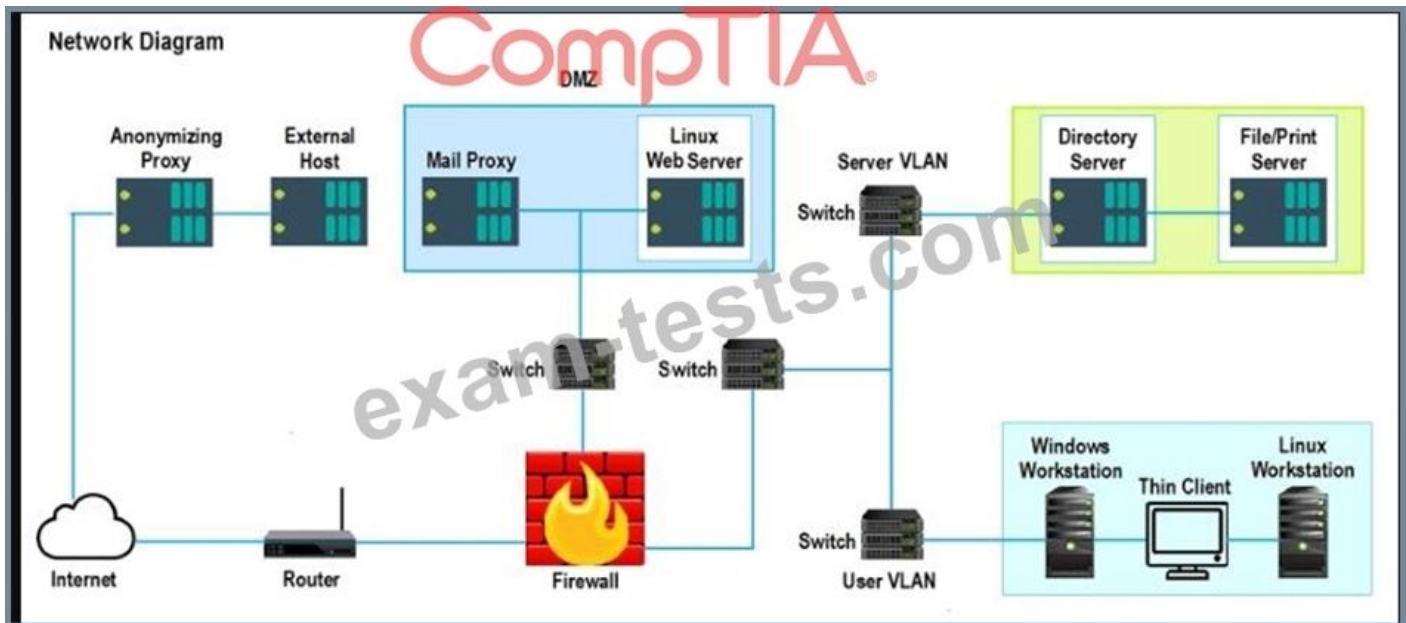 Network Diagram
CompTIA®
DMZ
Anonymizing
Proxy
External
Host
Mail Proxy
Linux
Web Server
Server VLAN
Directory
Server
File/Print
Server
Switch
exam-tests.com
Switch
Switch
Windows
Workstation
Thin Client
Linux
Workstation
Switch
Internet
Router
Firewall
User VLAN